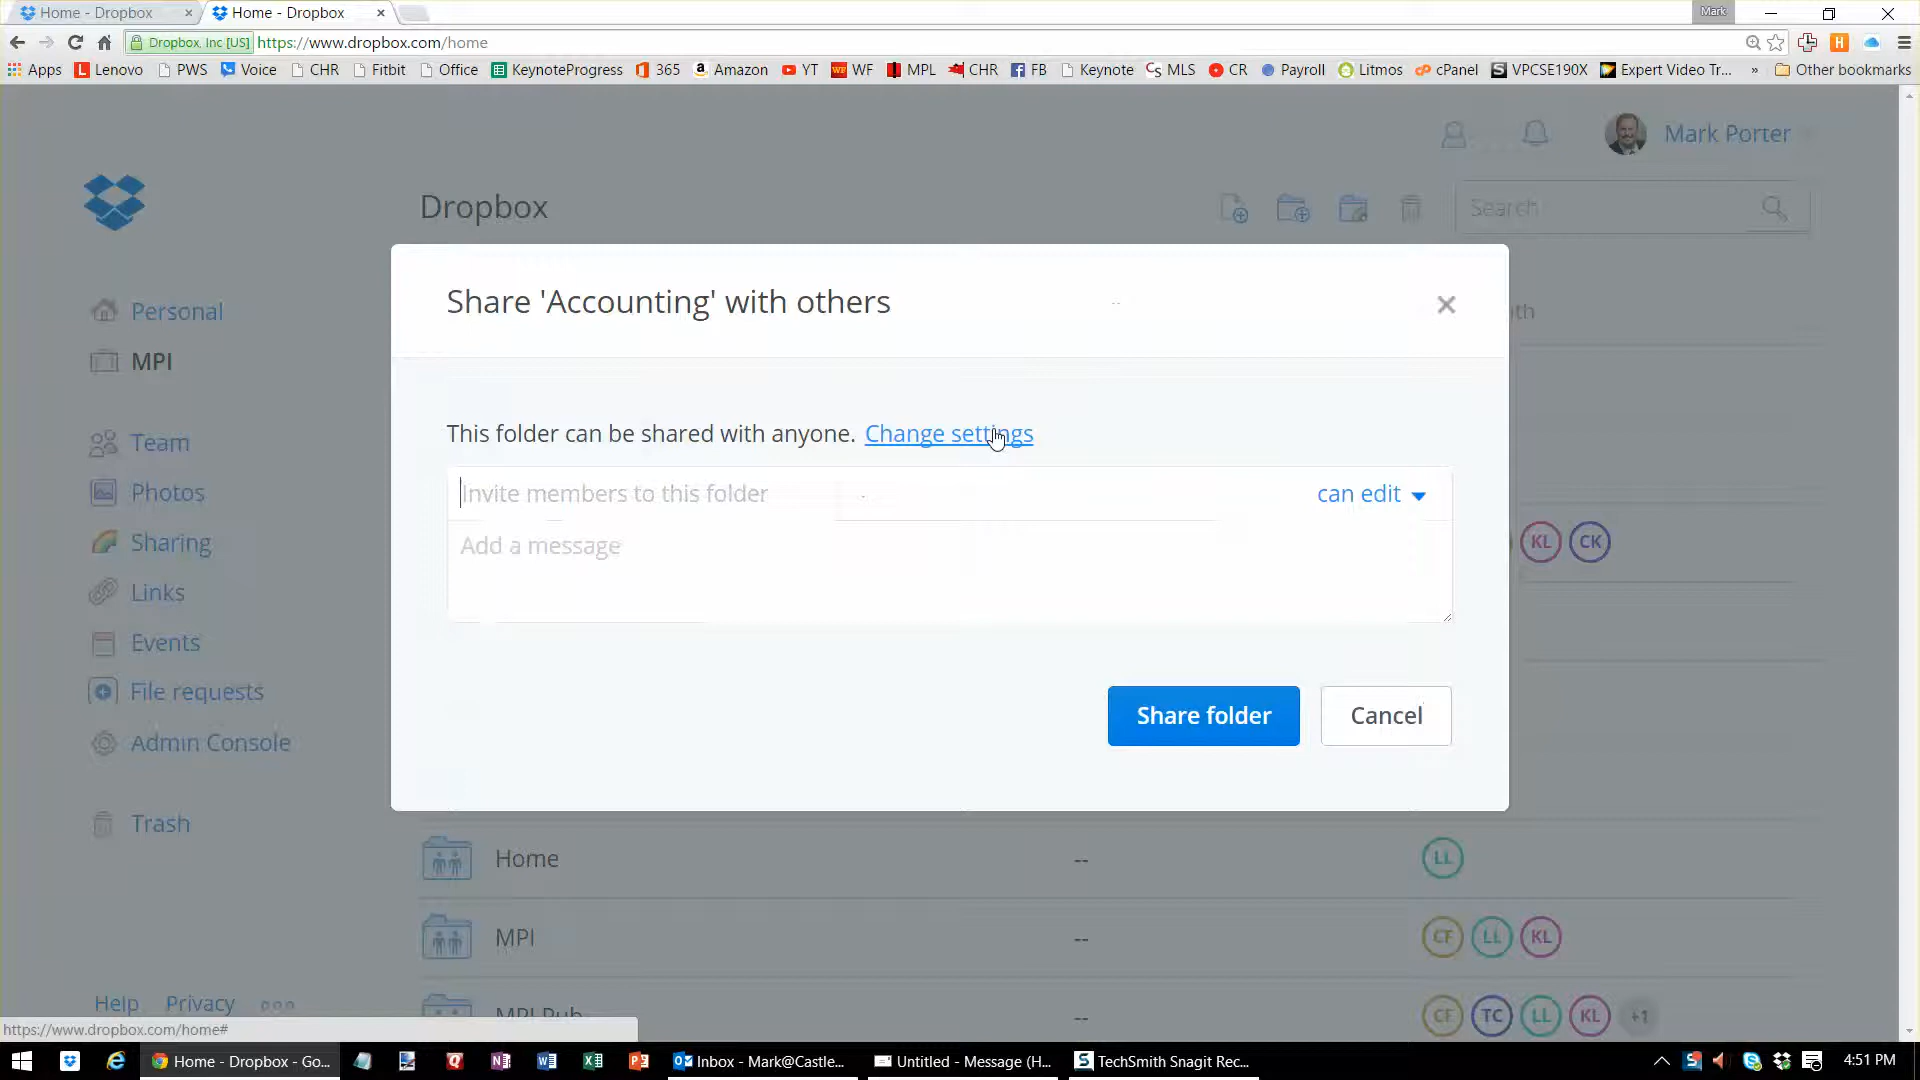 Home - Dropbox
Home - Dropbox
Mark
Dropbox, Inc [US] https://www.dropbox.com/home
Apps Lenovo PWS Voice CHR Fitbit Office KeynoteProgress 365 Amazon YT WF MPL CHR FB Keynote MLS CR Payroll Litmos cPanel VPCSE190X Expert Video Tr... » Other bookmarks
Mark Porter
Dropbox
Search
Share 'Accounting' with others
Personal
MPI
This folder can be shared with anyone. Change settings
Team
Invite members to this folder can edit
Photos
Add a message
Sharing
KL CK
Links
Events
File requests
Share folder Cancel
Admin Console
Trash
Home -- LL
MPI -- CF LL KL
Help Privacy
MPI Pub -- CF TC LL KL +1
https://www.dropbox.com/home#
Home - Dropbox - Go... Inbox - Mark@Castle... Untitled - Message (H... TechSmith Snagit Rec... 4:51 PM